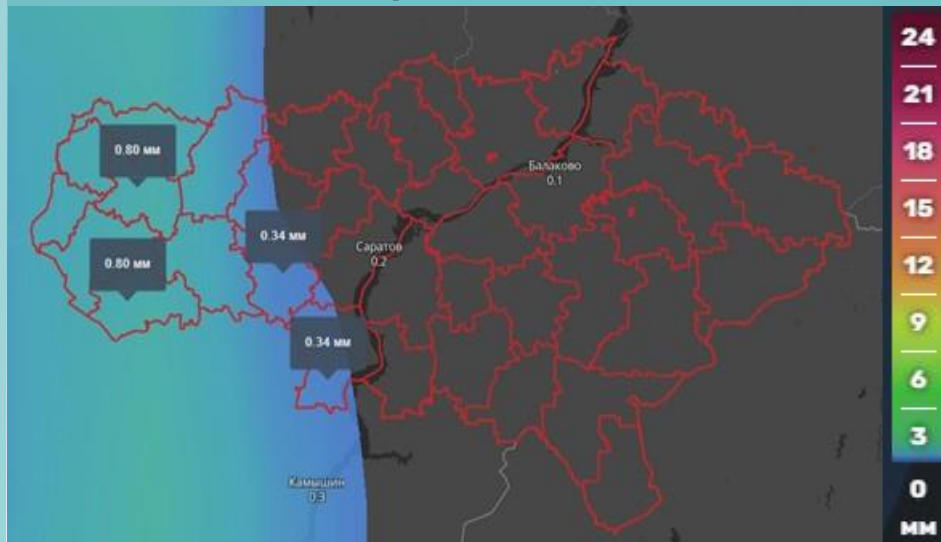 0.80 мм
0.34 мм
0.80 мм
0.34 мм
Балаково
0.1
Саратов
0.2
Камышин
0.3
24
21
18
15
12
9
6
3
0
мм